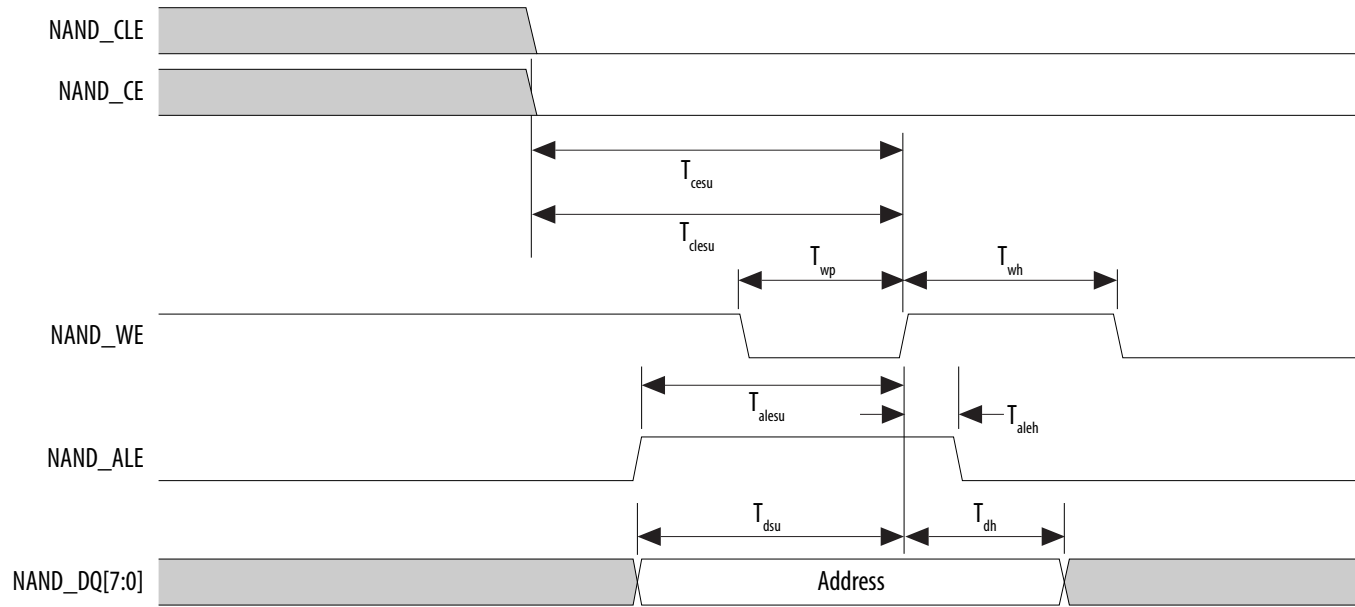 NAND_CLE
NAND_CE
Tcesu
Tclesu
Twp
Twh
NAND_WE
Talesu
Taleh
NAND_ALE
Tdsu
Tdh
NAND_DQ[7:0]
Address